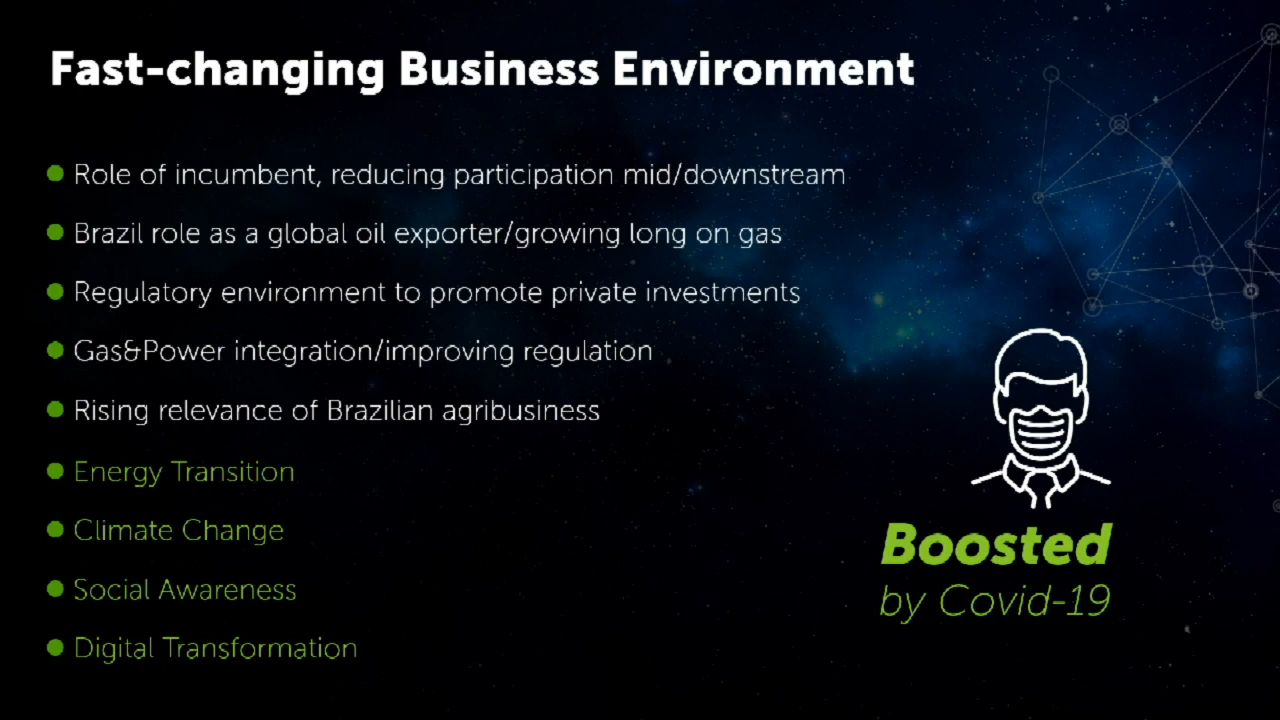 Fast-changing Business Environment
Role of incumbent, reducing participation mid/downstream
Brazil role as a global oil exporter/growing long on gas
Regulatory environment to promote private investments
Gas&Power integration/improving regulation
Rising relevance of Brazilian agribusiness
Energy Transition
Climate Change
Social Awareness
Digital Transformation
Boosted
by Covid-19